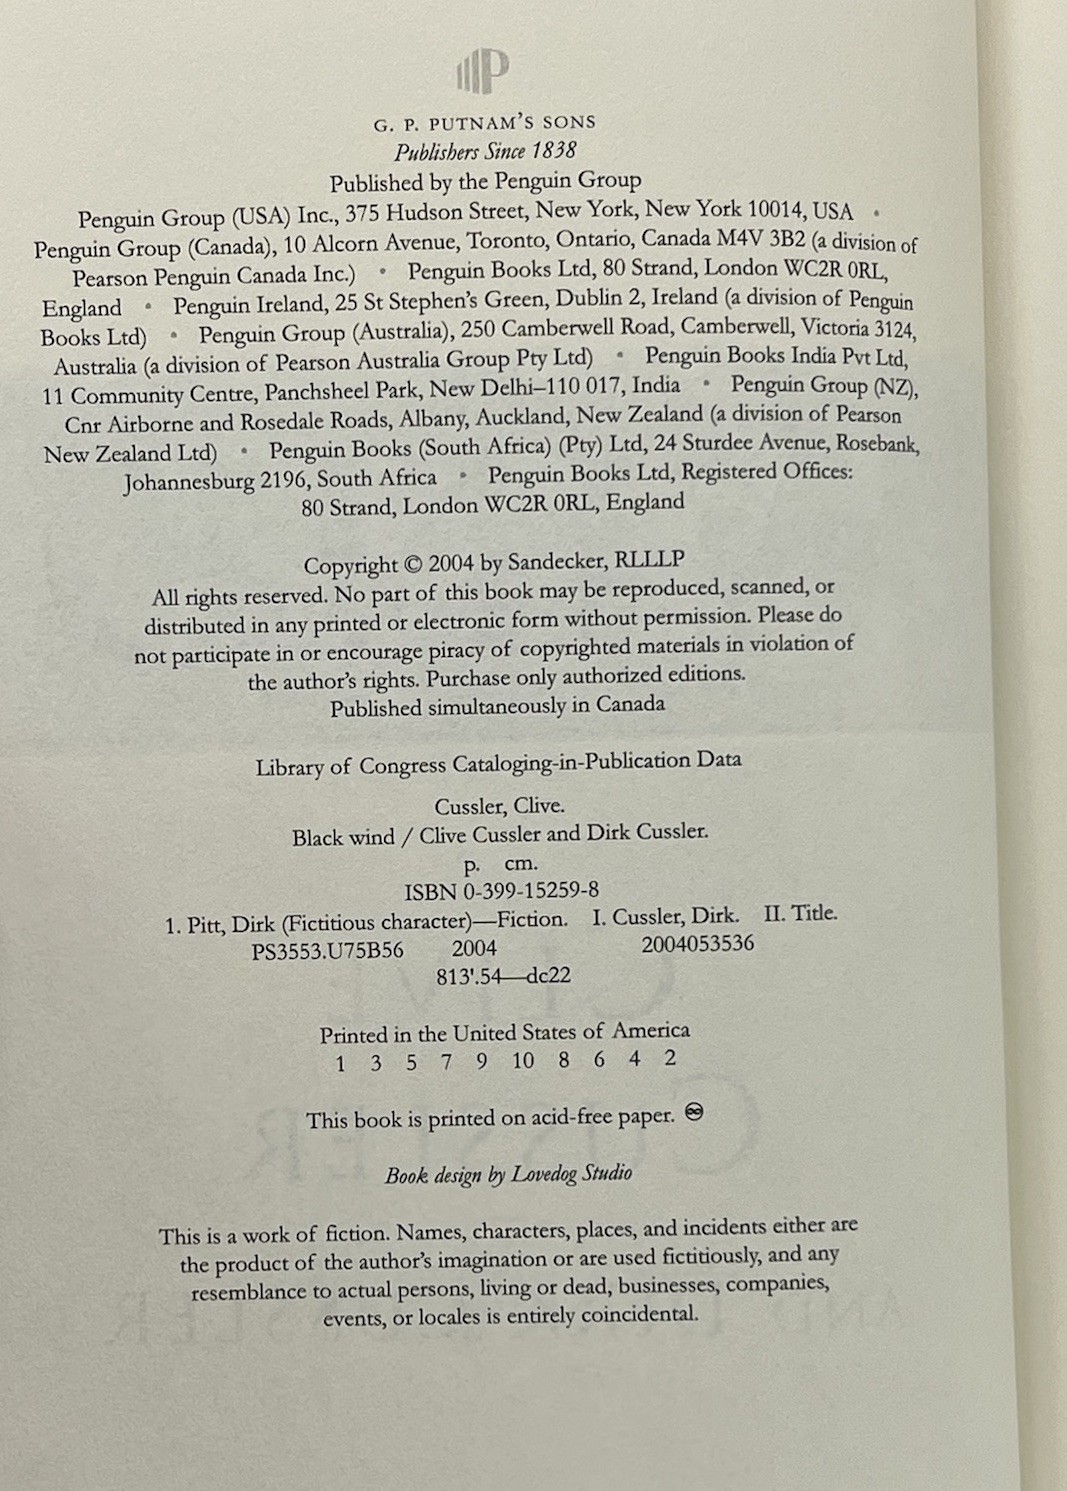 P
G. P. PUTNAM'S SONS
Publishers Since 1838
Published by the Penguin Group
Penguin Group (USA) Inc., 375 Hudson Street, New York, New York 10014, USA •
Penguin Group (Canada), 10 Alcorn Avenue, Toronto, Ontario, Canada M4V 3B2 (a division of
Pearson Penguin Canada Inc.) • Penguin Books Ltd, 80 Strand, London WC2R 0RL,
England • Penguin Ireland, 25 St Stephen's Green, Dublin 2, Ireland (a division of Penguin
Books Ltd) • Penguin Group (Australia), 250 Camberwell Road, Camberwell, Victoria 3124,
Australia (a division of Pearson Australia Group Pty Ltd) • Penguin Books India Pvt Ltd,
11 Community Centre, Panchsheel Park, New Delhi–110 017, India • Penguin Group (NZ),
Cnr Airborne and Rosedale Roads, Albany, Auckland, New Zealand (a division of Pearson
New Zealand Ltd) • Penguin Books (South Africa) (Pty) Ltd, 24 Sturdee Avenue, Rosebank,
Johannesburg 2196, South Africa • Penguin Books Ltd, Registered Offices:
80 Strand, London WC2R 0RL, England
Copyright © 2004 by Sandecker, RLLLP
All rights reserved. No part of this book may be reproduced, scanned, or
distributed in any printed or electronic form without permission. Please do
not participate in or encourage piracy of copyrighted materials in violation of
the author's rights. Purchase only authorized editions.
Published simultaneously in Canada
Library of Congress Cataloging-in-Publication Data
Cussler, Clive.
Black wind / Clive Cussler and Dirk Cussler.
p. cm.
ISBN 0-399-15259-8
1. Pitt, Dirk (Fictitious character)—Fiction. I. Cussler, Dirk. II. Title.
PS3553.U75B56 2004 2004053536
813'.54—dc22
Printed in the United States of America
1 3 5 7 9 10 8 6 4 2
This book is printed on acid-free paper. ♾
Book design by Lovedog Studio
This is a work of fiction. Names, characters, places, and incidents either are
the product of the author's imagination or are used fictitiously, and any
resemblance to actual persons, living or dead, businesses, companies,
events, or locales is entirely coincidental.